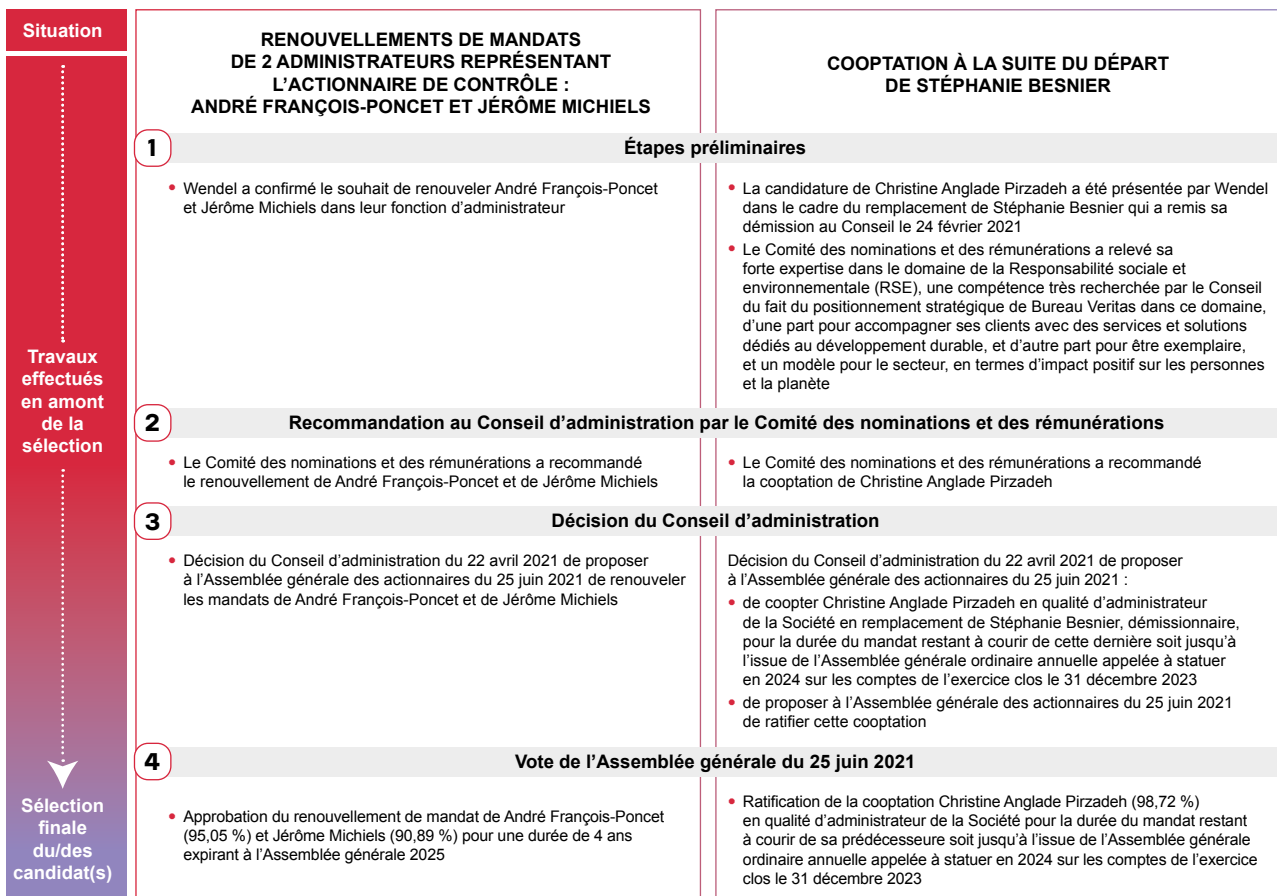 Situation
RENOUVELLEMENTS DE MANDATS
DE 2 ADMINISTRATEURS REPRÉSENTANT
L'ACTIONNAIRE DE CONTRÔLE :
ANDRÉ FRANÇOIS-PONCET ET JÉRÔME MICHIELS
COOPTATION À LA SUITE DU DÉPART
DE STÉPHANIE BESNIER
Travaux
effectués
en amont
de la
sélection
1 Étapes préliminaires
• Wendel a confirmé le souhait de renouveler André François-Poncet
et Jérôme Michiels dans leur fonction d'administrateur
• La candidature de Christine Anglade Pirzadeh a été présentée par Wendel
dans le cadre du remplacement de Stéphanie Besnier qui a remis sa
démission au Conseil le 24 février 2021
• Le Comité des nominations et des rémunérations a relevé sa
forte expertise dans le domaine de la Responsabilité sociale et
environnementale (RSE), une compétence très recherchée par le Conseil
du fait du positionnement stratégique de Bureau Veritas dans ce domaine,
d'une part pour accompagner ses clients avec des services et solutions
dédiés au développement durable, et d'autre part pour être exemplaire,
et un modèle pour le secteur, en termes d'impact positif sur les personnes
et la planète
2 Recommandation au Conseil d'administration par le Comité des nominations et des rémunérations
• Le Comité des nominations et des rémunérations a recommandé
le renouvellement de André François-Poncet et de Jérôme Michiels
• Le Comité des nominations et des rémunérations a recommandé
la cooptation de Christine Anglade Pirzadeh
3 Décision du Conseil d'administration
• Décision du Conseil d'administration du 22 avril 2021 de proposer
à l'Assemblée générale des actionnaires du 25 juin 2021 de renouveler
les mandats de André François-Poncet et de Jérôme Michiels
Décision du Conseil d'administration du 22 avril 2021 de proposer
à l'Assemblée générale des actionnaires du 25 juin 2021 :
• de coopter Christine Anglade Pirzadeh en qualité d'administrateur
de la Société en remplacement de Stéphanie Besnier, démissionnaire,
pour la durée du mandat restant à courir de cette dernière soit jusqu'à
l'issue de l'Assemblée générale ordinaire annuelle appelée à statuer
en 2024 sur les comptes de l'exercice clos le 31 décembre 2023
• de proposer à l'Assemblée générale des actionnaires du 25 juin 2021
de ratifier cette cooptation
4 Vote de l'Assemblée générale du 25 juin 2021
Sélection
finale
du/des
candidat(s)
• Approbation du renouvellement de mandat de André François-Poncet
(95,05 %) et Jérôme Michiels (90,89 %) pour une durée de 4 ans
expirant à l'Assemblée générale 2025
• Ratification de la cooptation Christine Anglade Pirzadeh (98,72 %)
en qualité d'administrateur de la Société pour la durée du mandat restant
à courir de sa prédécesseure soit jusqu'à l'issue de l'Assemblée générale
ordinaire annuelle appelée à statuer en 2024 sur les comptes de l'exercice
clos le 31 décembre 2023